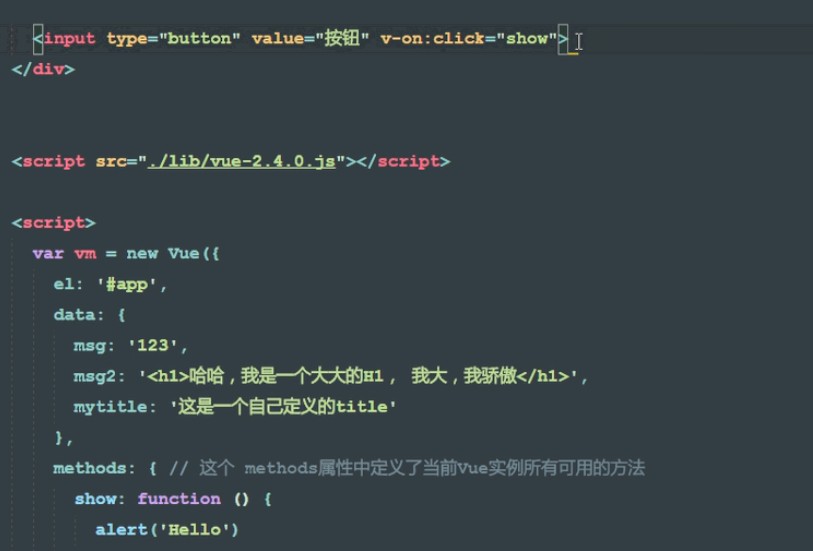 <input type="button" value="按钮" v-on:click="show">
</div>
<script src="./lib/vue-2.4.0.js"></script>
<script>
var vm = new Vue({
el: '#app',
data: {
msg: '123',
msg2: '<h1>哈哈，我是一个大大的H1， 我大，我骄傲</h1>',
mytitle: '这是一个自己定义的title'
},
methods: { // 这个 methods属性中定义了当前Vue实例所有可用的方法
show: function () {
alert('Hello')